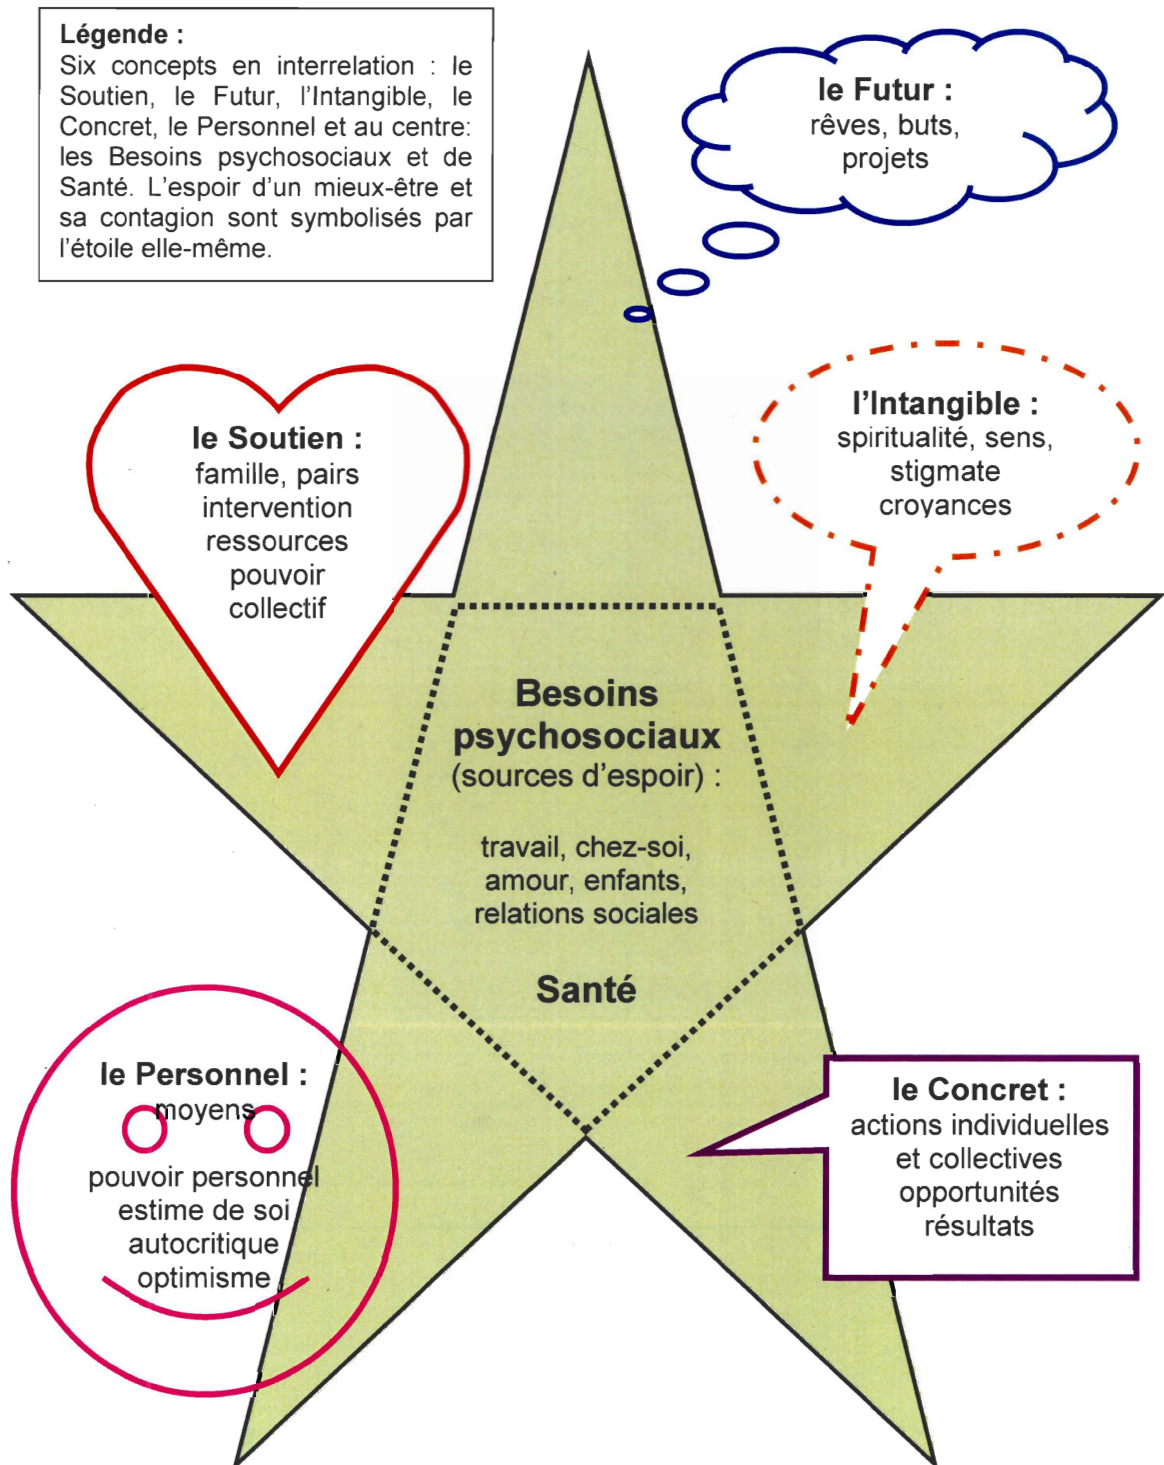 Légende :
Six concepts en interrelation : le
Soutien, le Futur, l'Intangible, le
Concret, le Personnel et au centre:
les Besoins psychosociaux et de
Santé. L'espoir d'un mieux-être et
sa contagion sont symbolisés par
l'étoile elle-même.
le Futur :
rêves, buts,
projets
le Soutien :
famille, pairs
intervention
ressources
pouvoir
collectif
l'Intangible :
spiritualité, sens,
stigmate
croyances
Besoins
psychosociaux
(sources d'espoir) :
travail, chez-soi,
amour, enfants,
relations sociales
Santé
le Personnel :
moyens
pouvoir personnel
estime de soi
autocritique
optimisme
le Concret :
actions individuelles
et collectives
opportunités
résultats